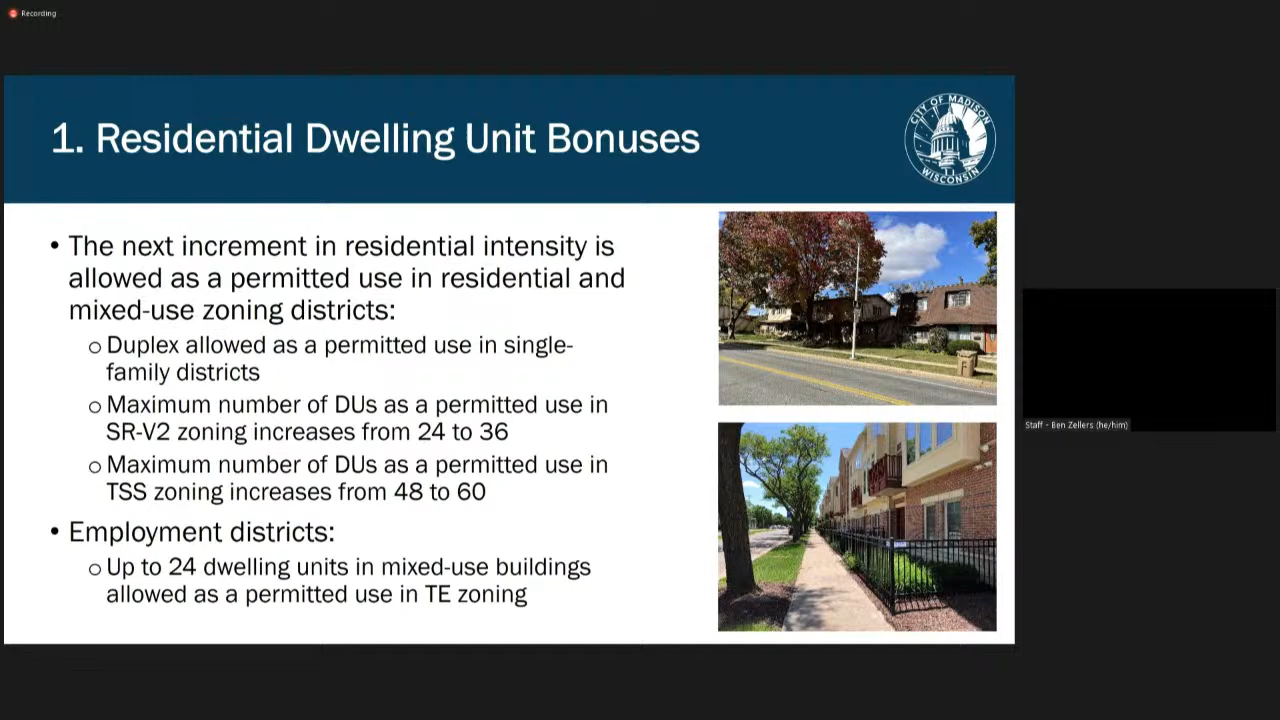 Recording
1. Residential Dwelling Unit Bonuses
CITY OF MADISON
WISCONSIN
• The next increment in residential intensity is
allowed as a permitted use in residential and
mixed-use zoning districts:
o Duplex allowed as a permitted use in single-
family districts
o Maximum number of DUs as a permitted use in
SR-V2 zoning increases from 24 to 36
o Maximum number of DUs as a permitted use in
TSS zoning increases from 48 to 60
• Employment districts:
o Up to 24 dwelling units in mixed-use buildings
allowed as a permitted use in TE zoning
Staff - Ben Zellers (he/him)